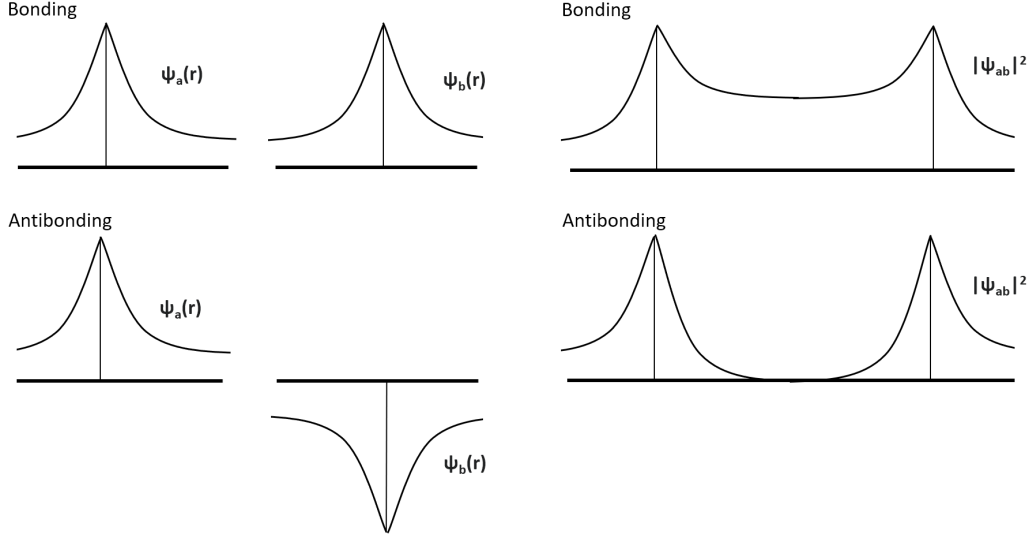 Bonding
Bonding
ψa(r)
ψb(r)
|ψab|²
Antibonding
Antibonding
ψa(r)
ψb(r)
|ψab|²